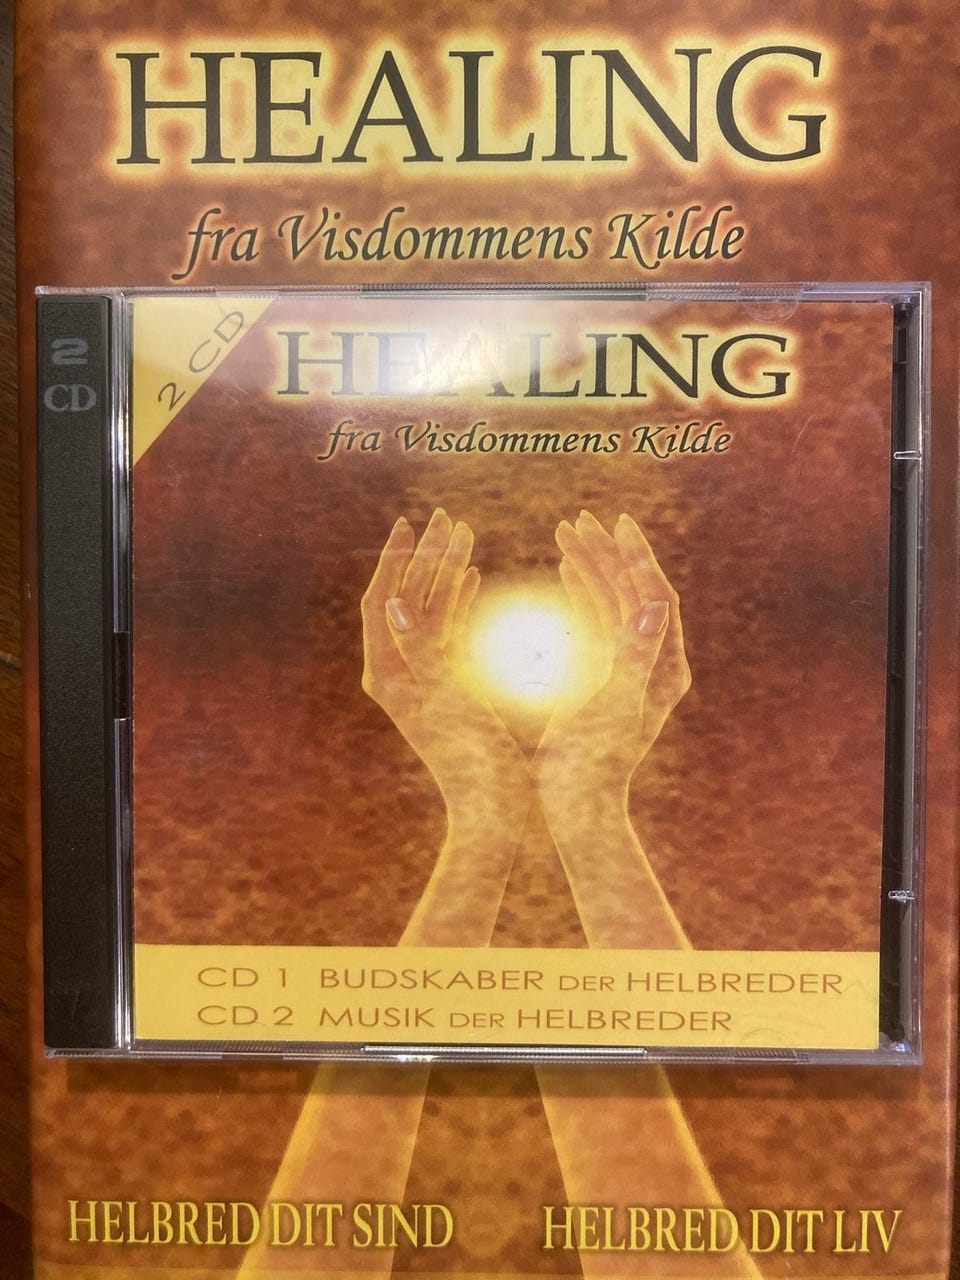 HEALING
fra Visdommens Kilde
2
CD
2 CD
HEALING
fra Visdommens Kilde
CD 1 BUDSKABER DER HELBREDER
CD 2 MUSIK DER HELBREDER
HELBRED DIT SIND HELBRED DIT LIV